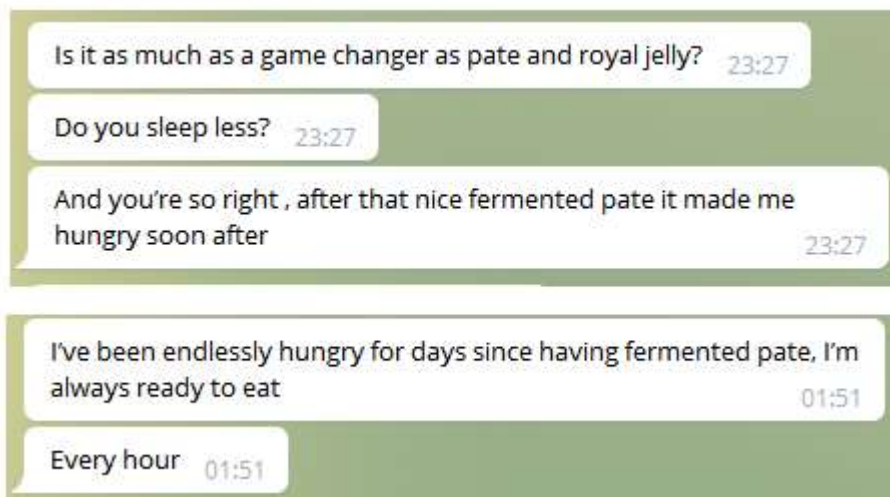 Is it as much as a game changer as pate and royal jelly? 23:27
Do you sleep less? 23:27
And you're so right , after that nice fermented pate it made me
hungry soon after 23:27
I've been endlessly hungry for days since having fermented pate, I'm
always ready to eat 01:51
Every hour 01:51